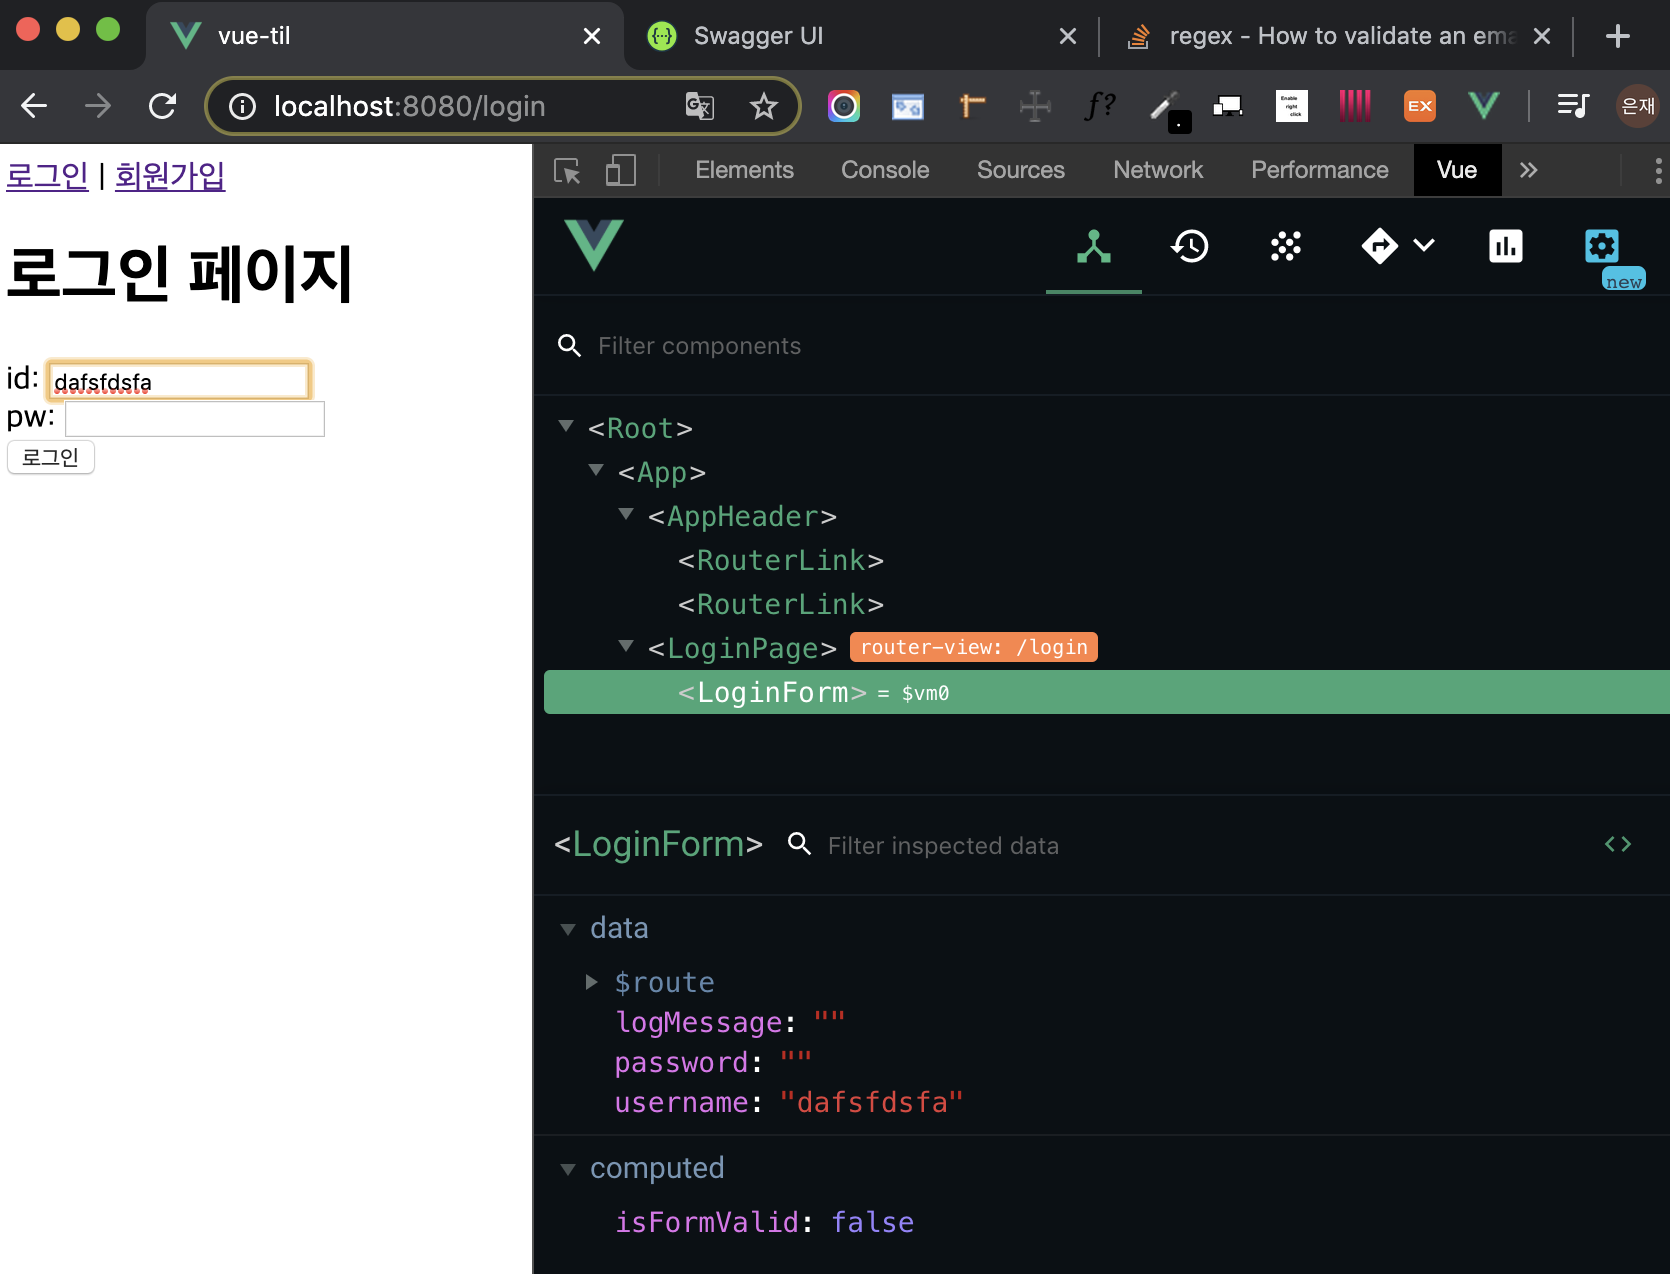 vue-til
Swagger UI
regex - How to validate an ema
localhost:8080/login
f?
Enable
right
click
EX
은재
로그인 | 회원가입
로그인 페이지
id: dafsfdsfa
pw:
로그인
Elements
Console
Sources
Network
Performance
Vue
new
Filter components
<Root>
<App>
<AppHeader>
<RouterLink>
<RouterLink>
<LoginPage> router-view: /login
<LoginForm> = $vm0
<LoginForm>
Filter inspected data
data
$route
logMessage: ""
password: ""
username: "dafsfdsfa"
computed
isFormValid: false